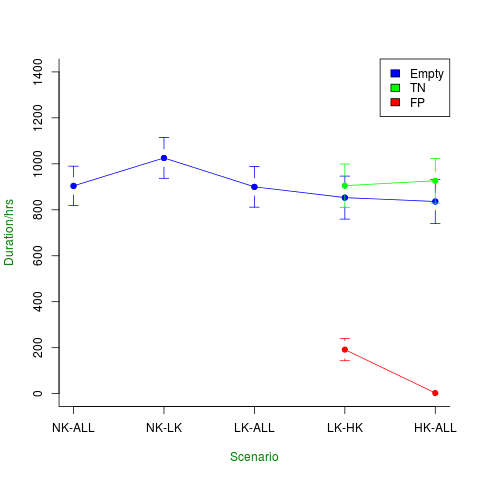 Empty
TN
FP
1400
1200
1000
800
600
400
200
0
Duration/hrs
NK-ALL NK-LK LK-ALL LK-HK HK-ALL
Scenario